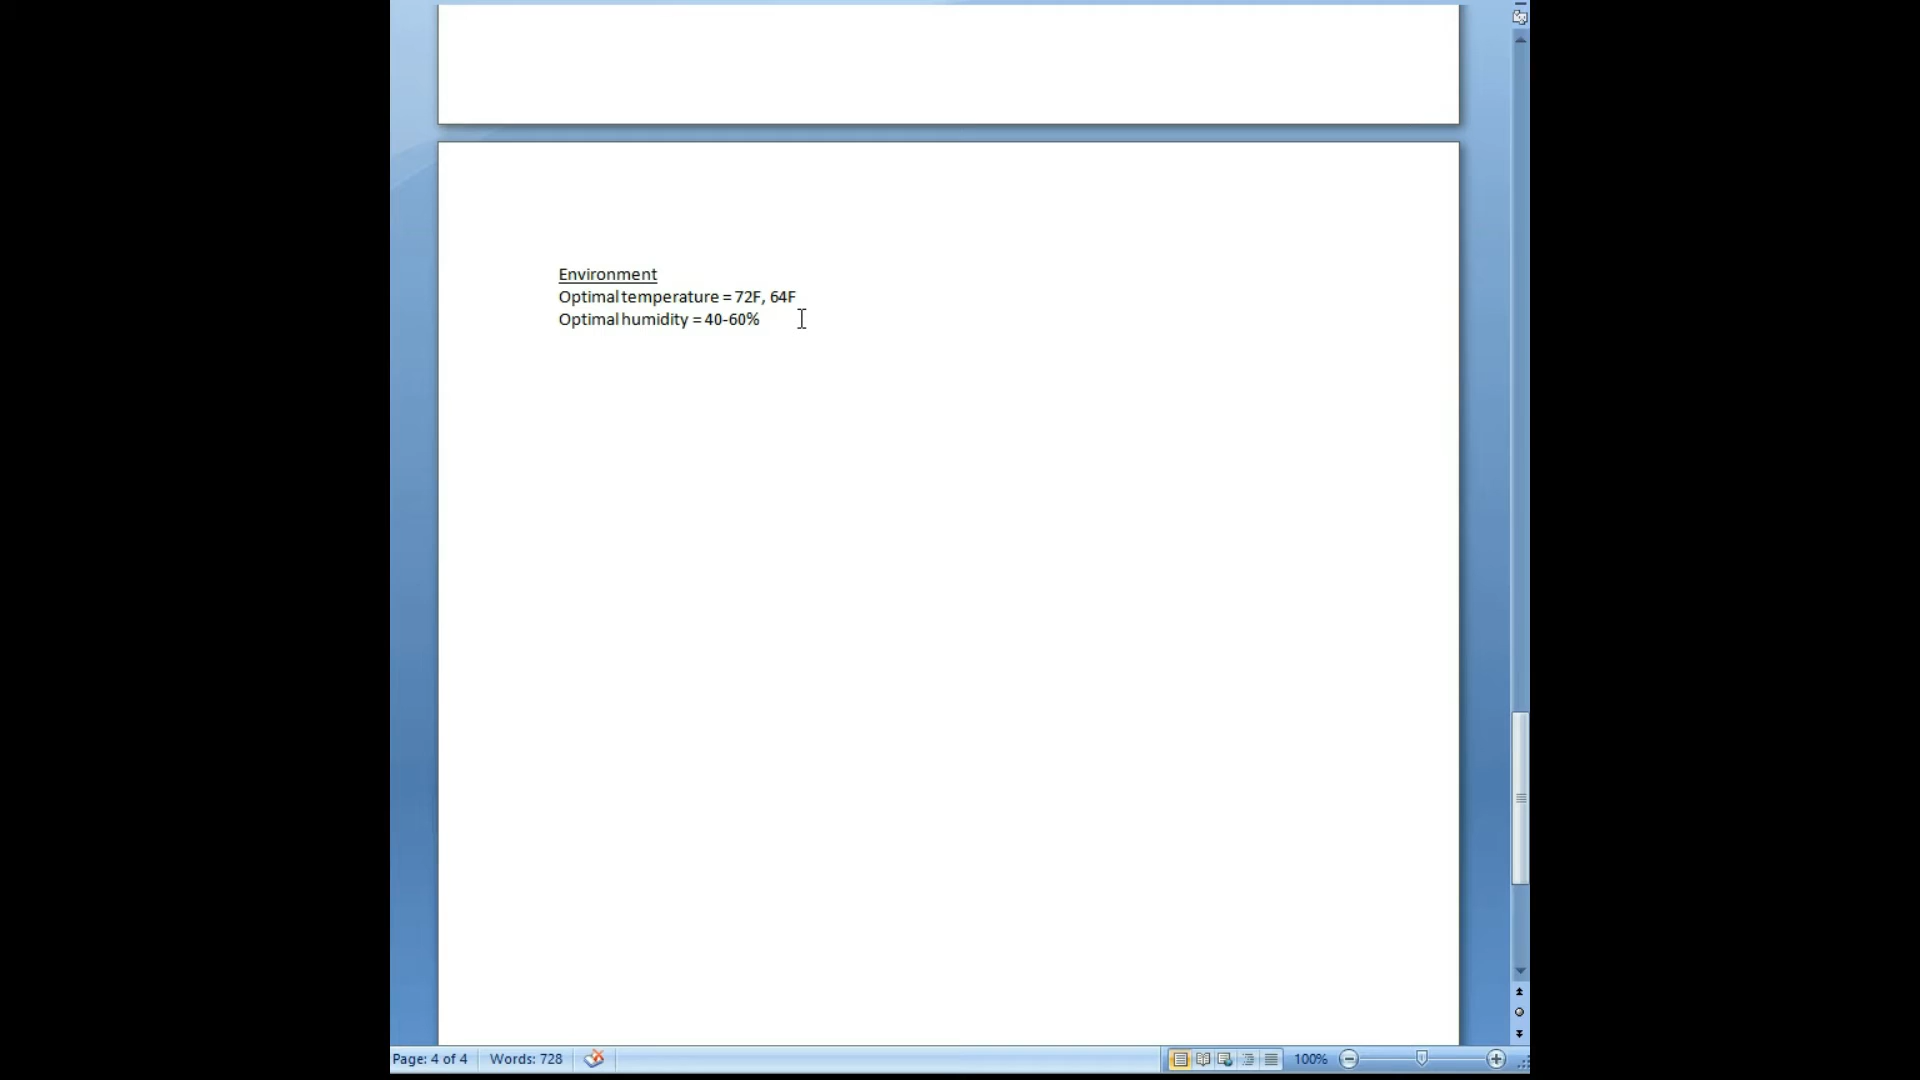 Environment
Optimal temperature = 72F, 64F
Optimal humidity = 40-60%
Page: 4 of 4 Words: 728 100%